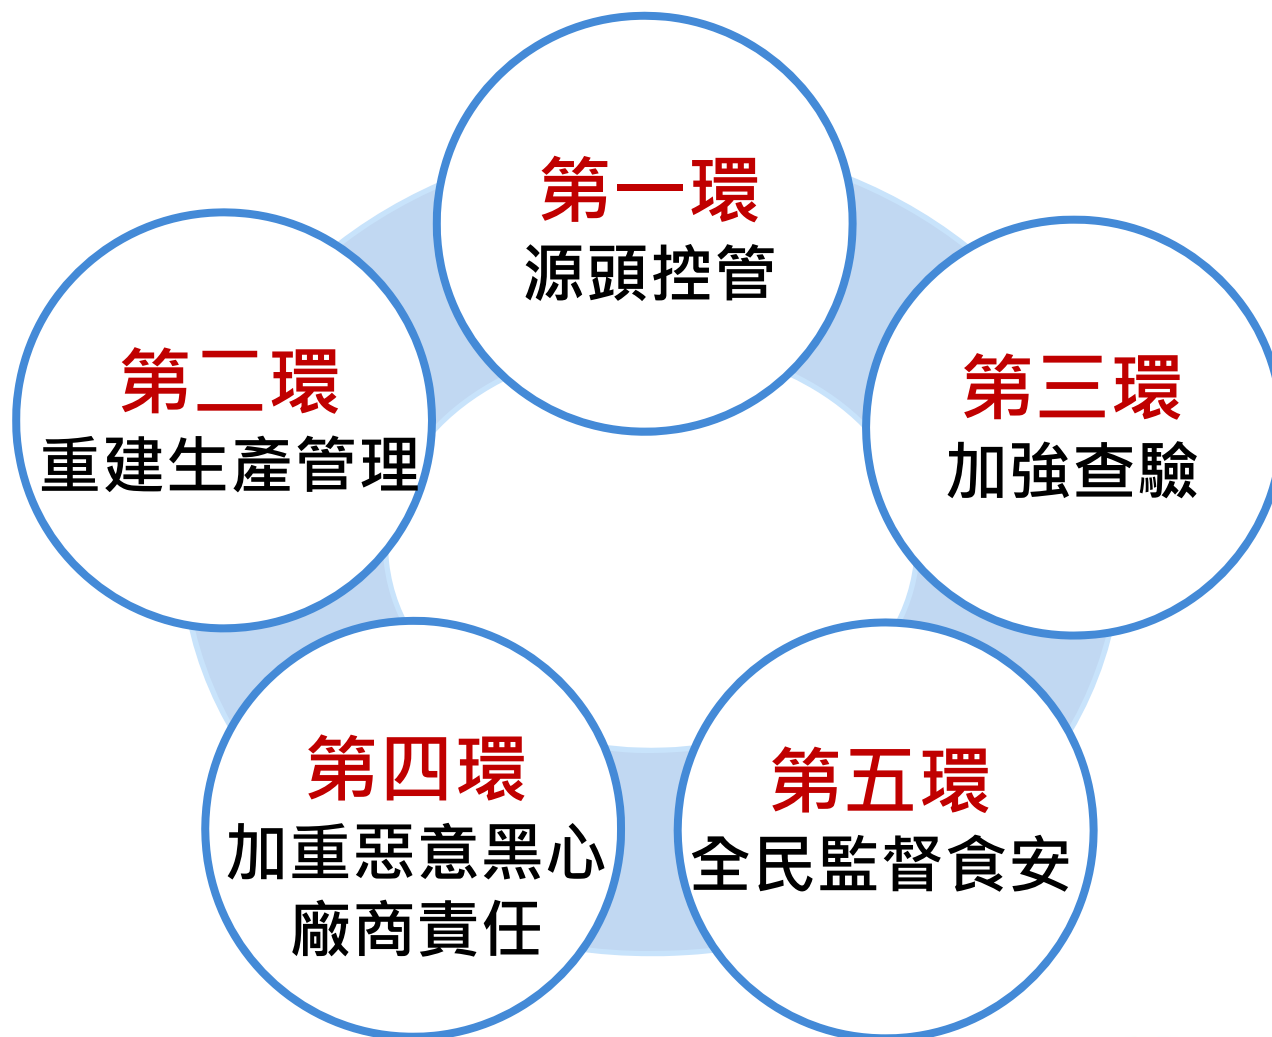 第一環
源頭控管
第二環
重建生產管理
第三環
加強查驗
第四環
加重惡意黑心
廠商責任
第五環
全民監督食安